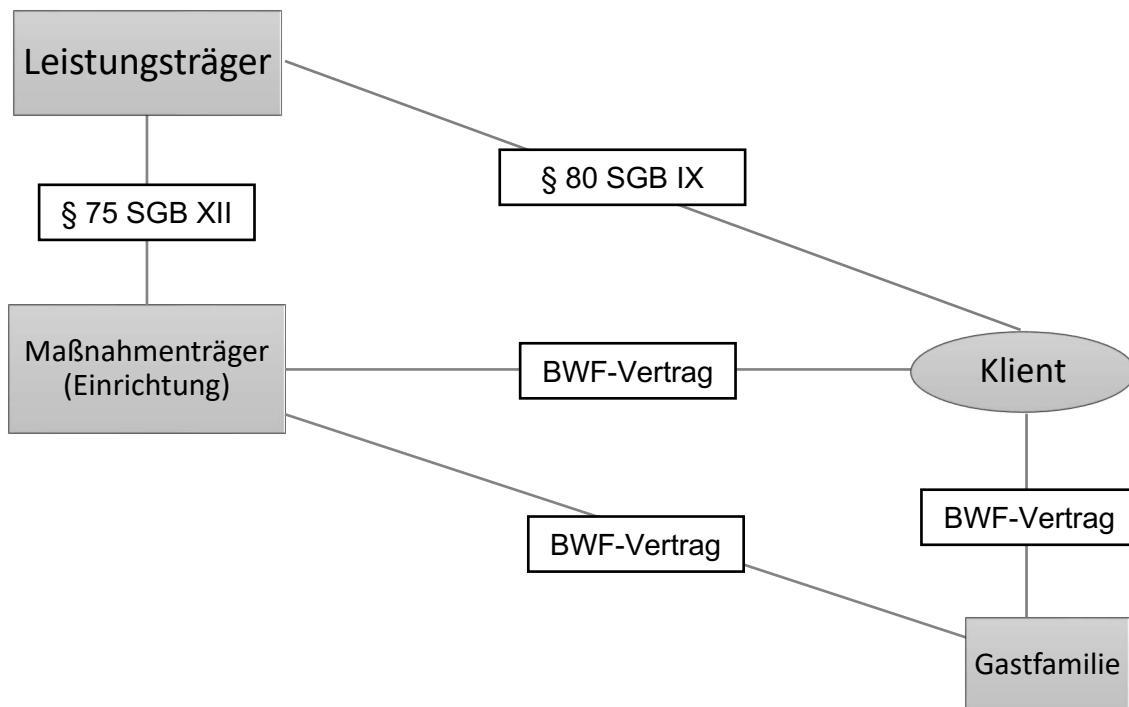 Leistungsträger
§ 80 SGB IX
§ 75 SGB XII
Maßnahmenträger
(Einrichtung)
BWF-Vertrag
Klient
BWF-Vertrag
BWF-Vertrag
Gastfamilie